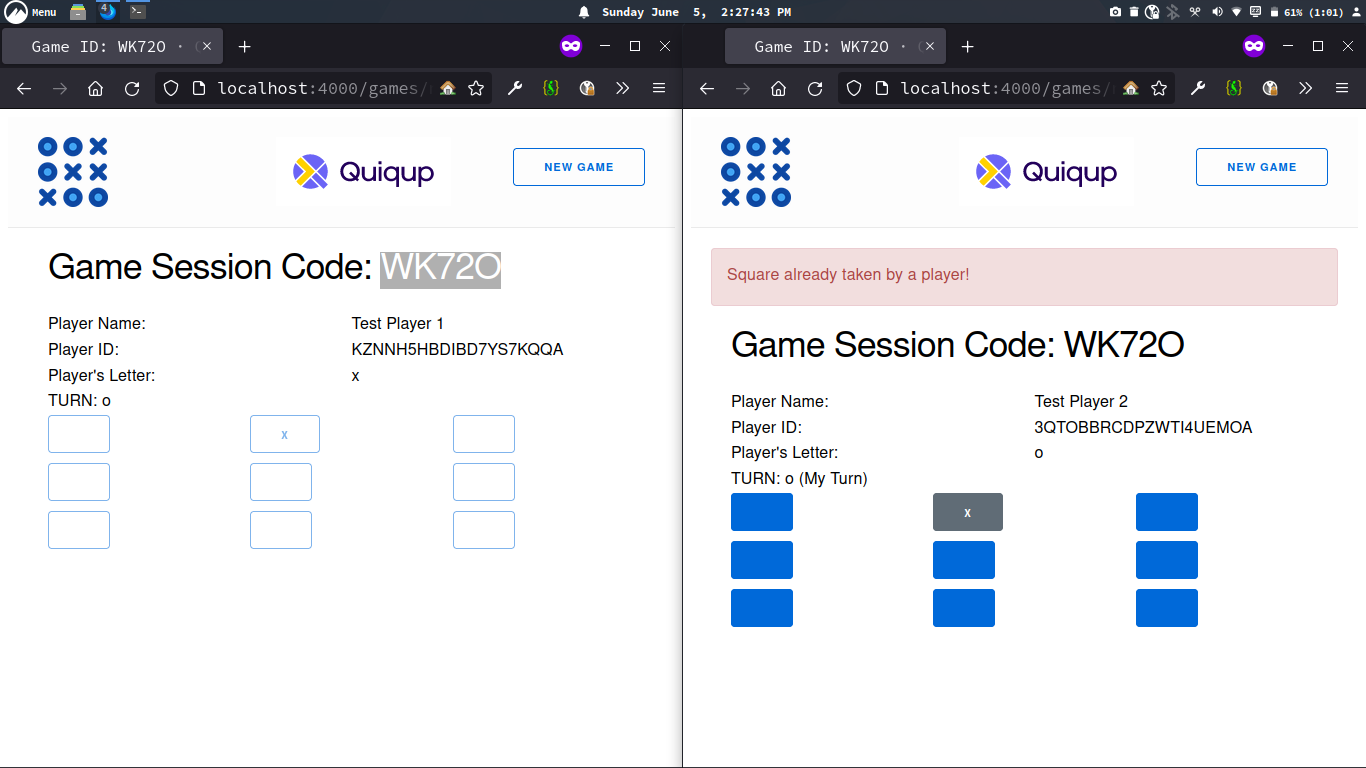 Menu
4
Sunday June 5, 2:27:43 PM
61% (1:01)
Game ID: WK72O ·
localhost:4000/games/
Quiqup
NEW GAME
Game Session Code: WK72O
Player Name: Test Player 1
Player ID: KZNNH5HBDIBD7YS7KQQA
Player's Letter: x
TURN: o
x
Game ID: WK72O ·
localhost:4000/games/
Quiqup
NEW GAME
Square already taken by a player!
Game Session Code: WK72O
Player Name: Test Player 2
Player ID: 3QTOBBRCDPZWTI4UEMOA
Player's Letter: o
TURN: o (My Turn)
x